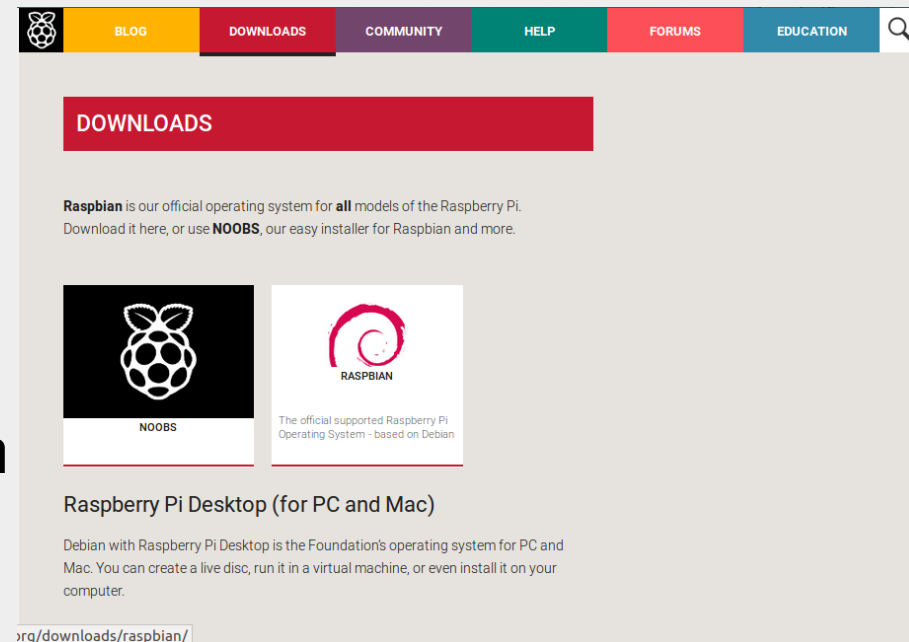 BLOG DOWNLOADS COMMUNITY HELP FORUMS EDUCATION
DOWNLOADS
Raspbian is our official operating system for all models of the Raspberry Pi.
Download it here, or use NOOBS, our easy installer for Raspbian and more.
NOOBS
RASPBIAN
The official supported Raspberry Pi
Operating System - based on Debian
Raspberry Pi Desktop (for PC and Mac)
Debian with Raspberry Pi Desktop is the Foundation's operating system for PC and
Mac. You can create a live disc, run it in a virtual machine, or even install it on your
computer.
org/downloads/raspbian/